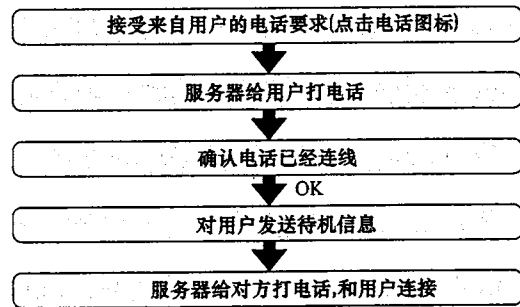 接受来自用户的电话要求(点击电话图标)
服务器给用户打电话
确认电话已经连线
OK
对用户发送待机信息
服务器给对方打电话,和用户连接